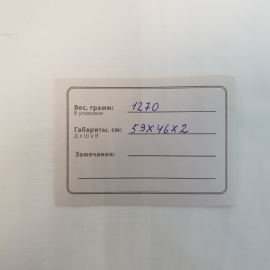 Вес, грамм: 1270
В упаковке
Габариты, см: 59х46х2
Д х Ш х В
Замечания: